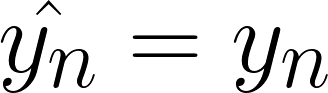 $\hat{y_n} = y_n$